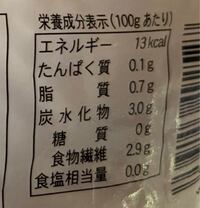 栄養成分表示(100gあたり)
エネルギー 13kcal
たんぱく質 0.1g
脂質 0.7g
炭水化物 3.0g
糖質 0g
食物繊維 2.9g
食塩相当量 0.0g